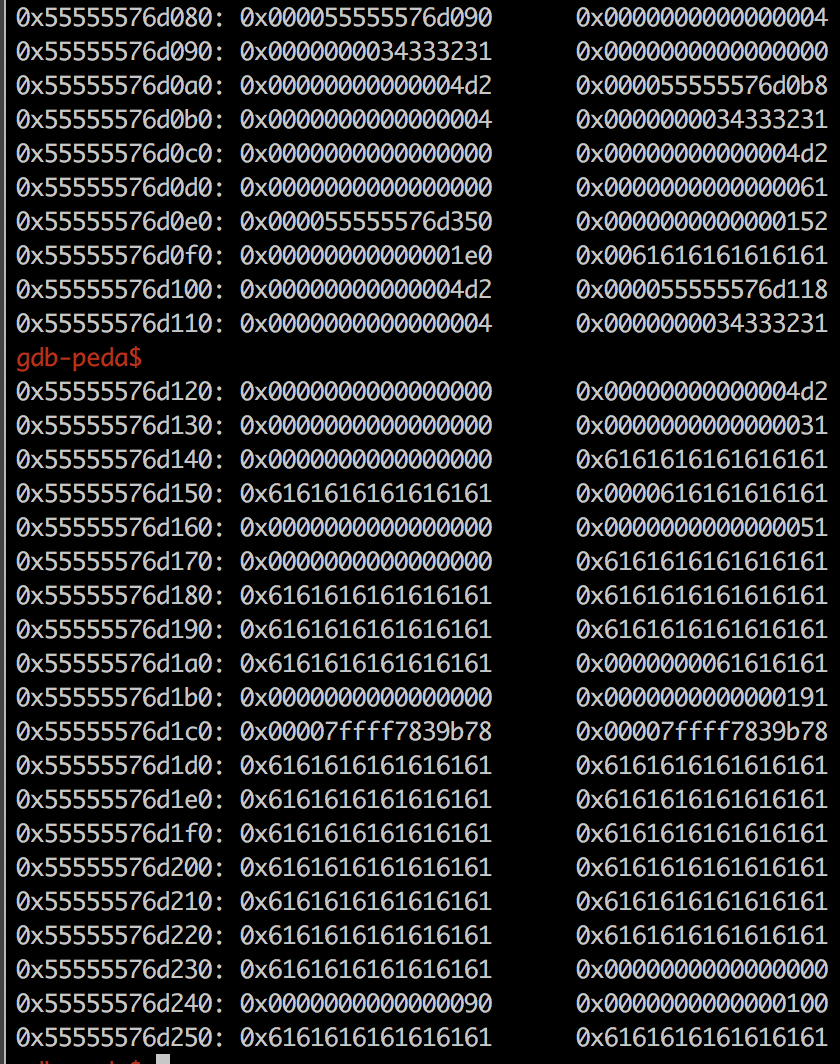 0x55555576d080: 0x000055555576d090 0x0000000000000004
0x55555576d090: 0x0000000034333231 0x0000000000000000
0x55555576d0a0: 0x00000000000004d2 0x000055555576d0b8
0x55555576d0b0: 0x0000000000000004 0x0000000034333231
0x55555576d0c0: 0x0000000000000000 0x00000000000004d2
0x55555576d0d0: 0x0000000000000000 0x0000000000000061
0x55555576d0e0: 0x000055555576d350 0x0000000000000152
0x55555576d0f0: 0x00000000000001e0 0x0061616161616161
0x55555576d100: 0x00000000000004d2 0x000055555576d118
0x55555576d110: 0x0000000000000004 0x0000000034333231
gdb-peda$
0x55555576d120: 0x0000000000000000 0x00000000000004d2
0x55555576d130: 0x0000000000000000 0x0000000000000031
0x55555576d140: 0x0000000000000000 0x6161616161616161
0x55555576d150: 0x6161616161616161 0x0000616161616161
0x55555576d160: 0x0000000000000000 0x0000000000000051
0x55555576d170: 0x0000000000000000 0x6161616161616161
0x55555576d180: 0x6161616161616161 0x6161616161616161
0x55555576d190: 0x6161616161616161 0x6161616161616161
0x55555576d1a0: 0x6161616161616161 0x0000000061616161
0x55555576d1b0: 0x0000000000000000 0x0000000000000191
0x55555576d1c0: 0x00007ffff7839b78 0x00007ffff7839b78
0x55555576d1d0: 0x6161616161616161 0x6161616161616161
0x55555576d1e0: 0x6161616161616161 0x6161616161616161
0x55555576d1f0: 0x6161616161616161 0x6161616161616161
0x55555576d200: 0x6161616161616161 0x6161616161616161
0x55555576d210: 0x6161616161616161 0x6161616161616161
0x55555576d220: 0x6161616161616161 0x6161616161616161
0x55555576d230: 0x6161616161616161 0x0000000000000000
0x55555576d240: 0x0000000000000090 0x0000000000000100
0x55555576d250: 0x6161616161616161 0x6161616161616161